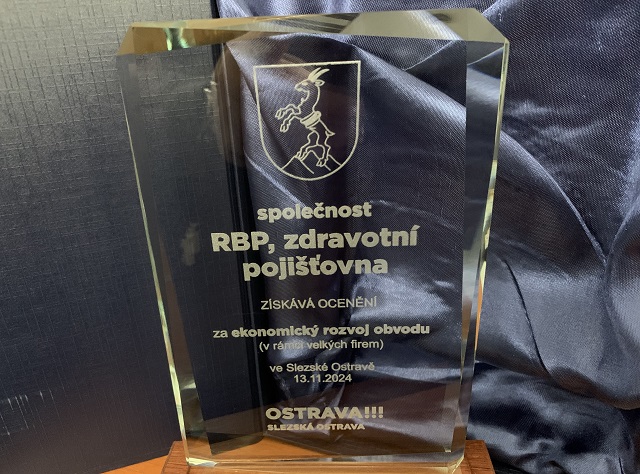 společnost
RBP, zdravotní
pojišťovna
ZÍSKÁVÁ OCENĚNÍ
za ekonomický rozvoj obvodu
(v rámci velkých firem)
ve Slezské Ostravě
13.11.2024
OSTRAVA!!!
SLEZSKÁ OSTRAVA